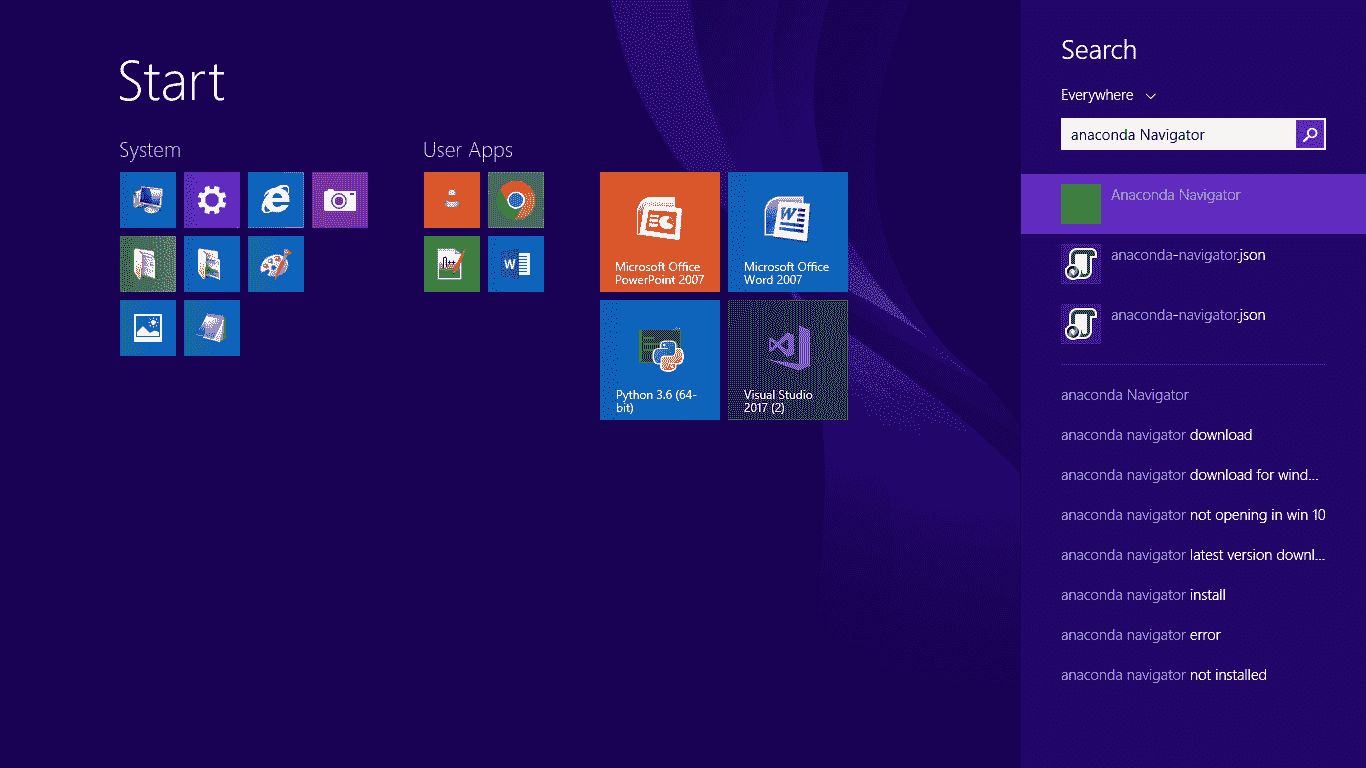 Start
System
User Apps
Microsoft Office
PowerPoint 2007
Microsoft Office
Word 2007
Python 3.6 (64-
bit)
Visual Studio
2017 (2)
Search
Everywhere
anaconda Navigator
Anaconda Navigator
anaconda-navigator.json
anaconda-navigator.json
anaconda Navigator
anaconda navigator download
anaconda navigator download for wind...
anaconda navigator not opening in win 10
anaconda navigator latest version downl...
anaconda navigator install
anaconda navigator error
anaconda navigator not installed